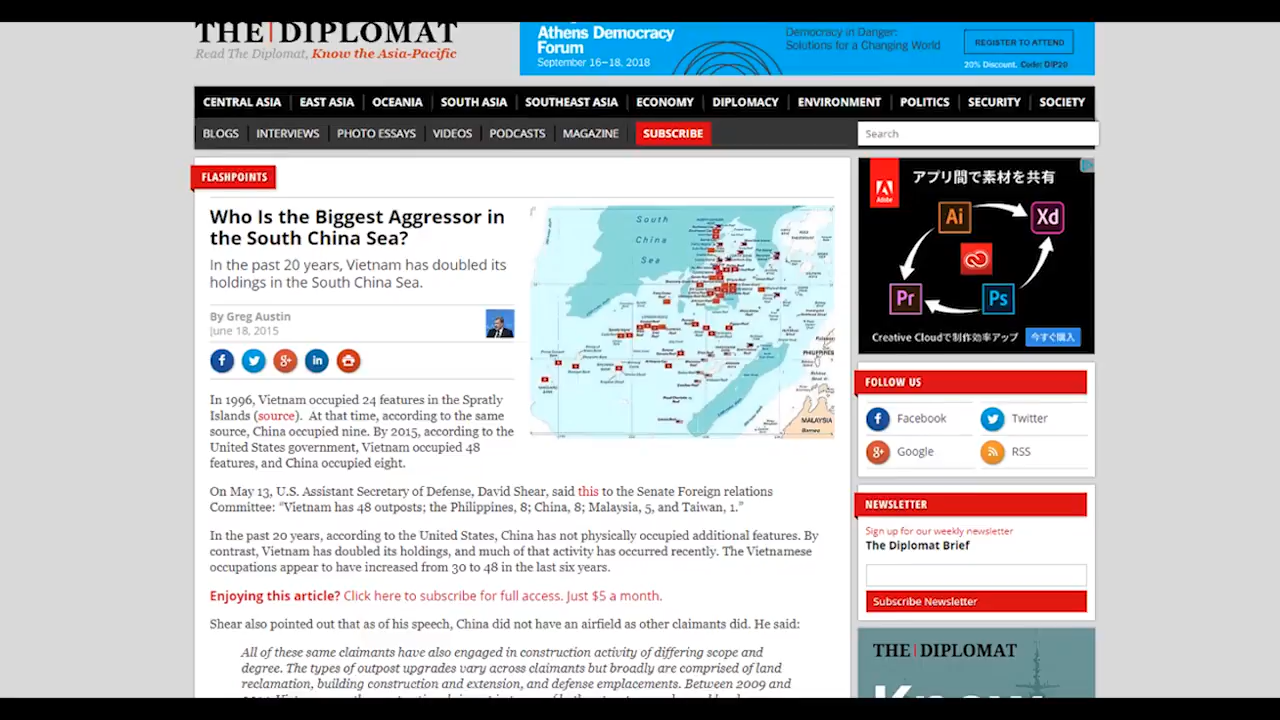 THE|DIPLOMAT
Read The Diplomat, Know the Asia-Pacific
Athens Democracy
Forum
September 16–18, 2018
Democracy in Danger:
Solutions for a Changing World
REGISTER TO ATTEND
20% Discount. Code: DIP20
CENTRAL ASIA
EAST ASIA
OCEANIA
SOUTH ASIA
SOUTHEAST ASIA
ECONOMY
DIPLOMACY
ENVIRONMENT
POLITICS
SECURITY
SOCIETY
BLOGS
INTERVIEWS
PHOTO ESSAYS
VIDEOS
PODCASTS
MAGAZINE
SUBSCRIBE
Search
FLASHPOINTS
Who Is the Biggest Aggressor in
the South China Sea?
In the past 20 years, Vietnam has doubled its
holdings in the South China Sea.
By Greg Austin
June 18, 2015
In 1996, Vietnam occupied 24 features in the Spratly
Islands (source). At that time, according to the same
source, China occupied nine. By 2015, according to the
United States government, Vietnam occupied 48
features, and China occupied eight.
South
China
Sea
PHILIPPINES
MALAYSIA
On May 13, U.S. Assistant Secretary of Defense, David Shear, said this to the Senate Foreign relations
Committee: “Vietnam has 48 outposts; the Philippines, 8; China, 8; Malaysia, 5, and Taiwan, 1.”
In the past 20 years, according to the United States, China has not physically occupied additional features. By
contrast, Vietnam has doubled its holdings, and much of that activity has occurred recently. The Vietnamese
occupations appear to have increased from 30 to 48 in the last six years.
Enjoying this article? Click here to subscribe for full access. Just $5 a month.
Shear also pointed out that as of his speech, China did not have an airfield as other claimants did. He said:
All of these same claimants have also engaged in construction activity of differing scope and
degree. The types of outpost upgrades vary across claimants but broadly are comprised of land
reclamation, building construction and extension, and defense emplacements. Between 2009 and
Adobe
アプリ間で素材を共有
Ai
Xd
Pr
Ps
Creative Cloudで制作効率アップ
今すぐ購入
FOLLOW US
Facebook
Twitter
Google
RSS
NEWSLETTER
Sign up for our weekly newsletter
The Diplomat Brief
Subscribe Newsletter
THE|DIPLOMAT
Know